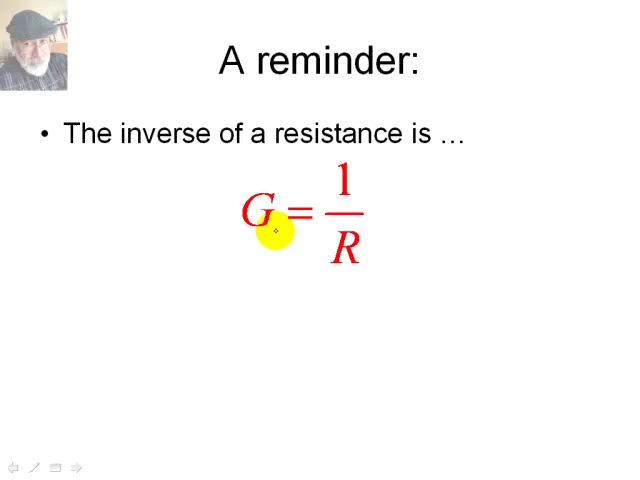 A reminder:
• The inverse of a resistance is …
G = 1/R